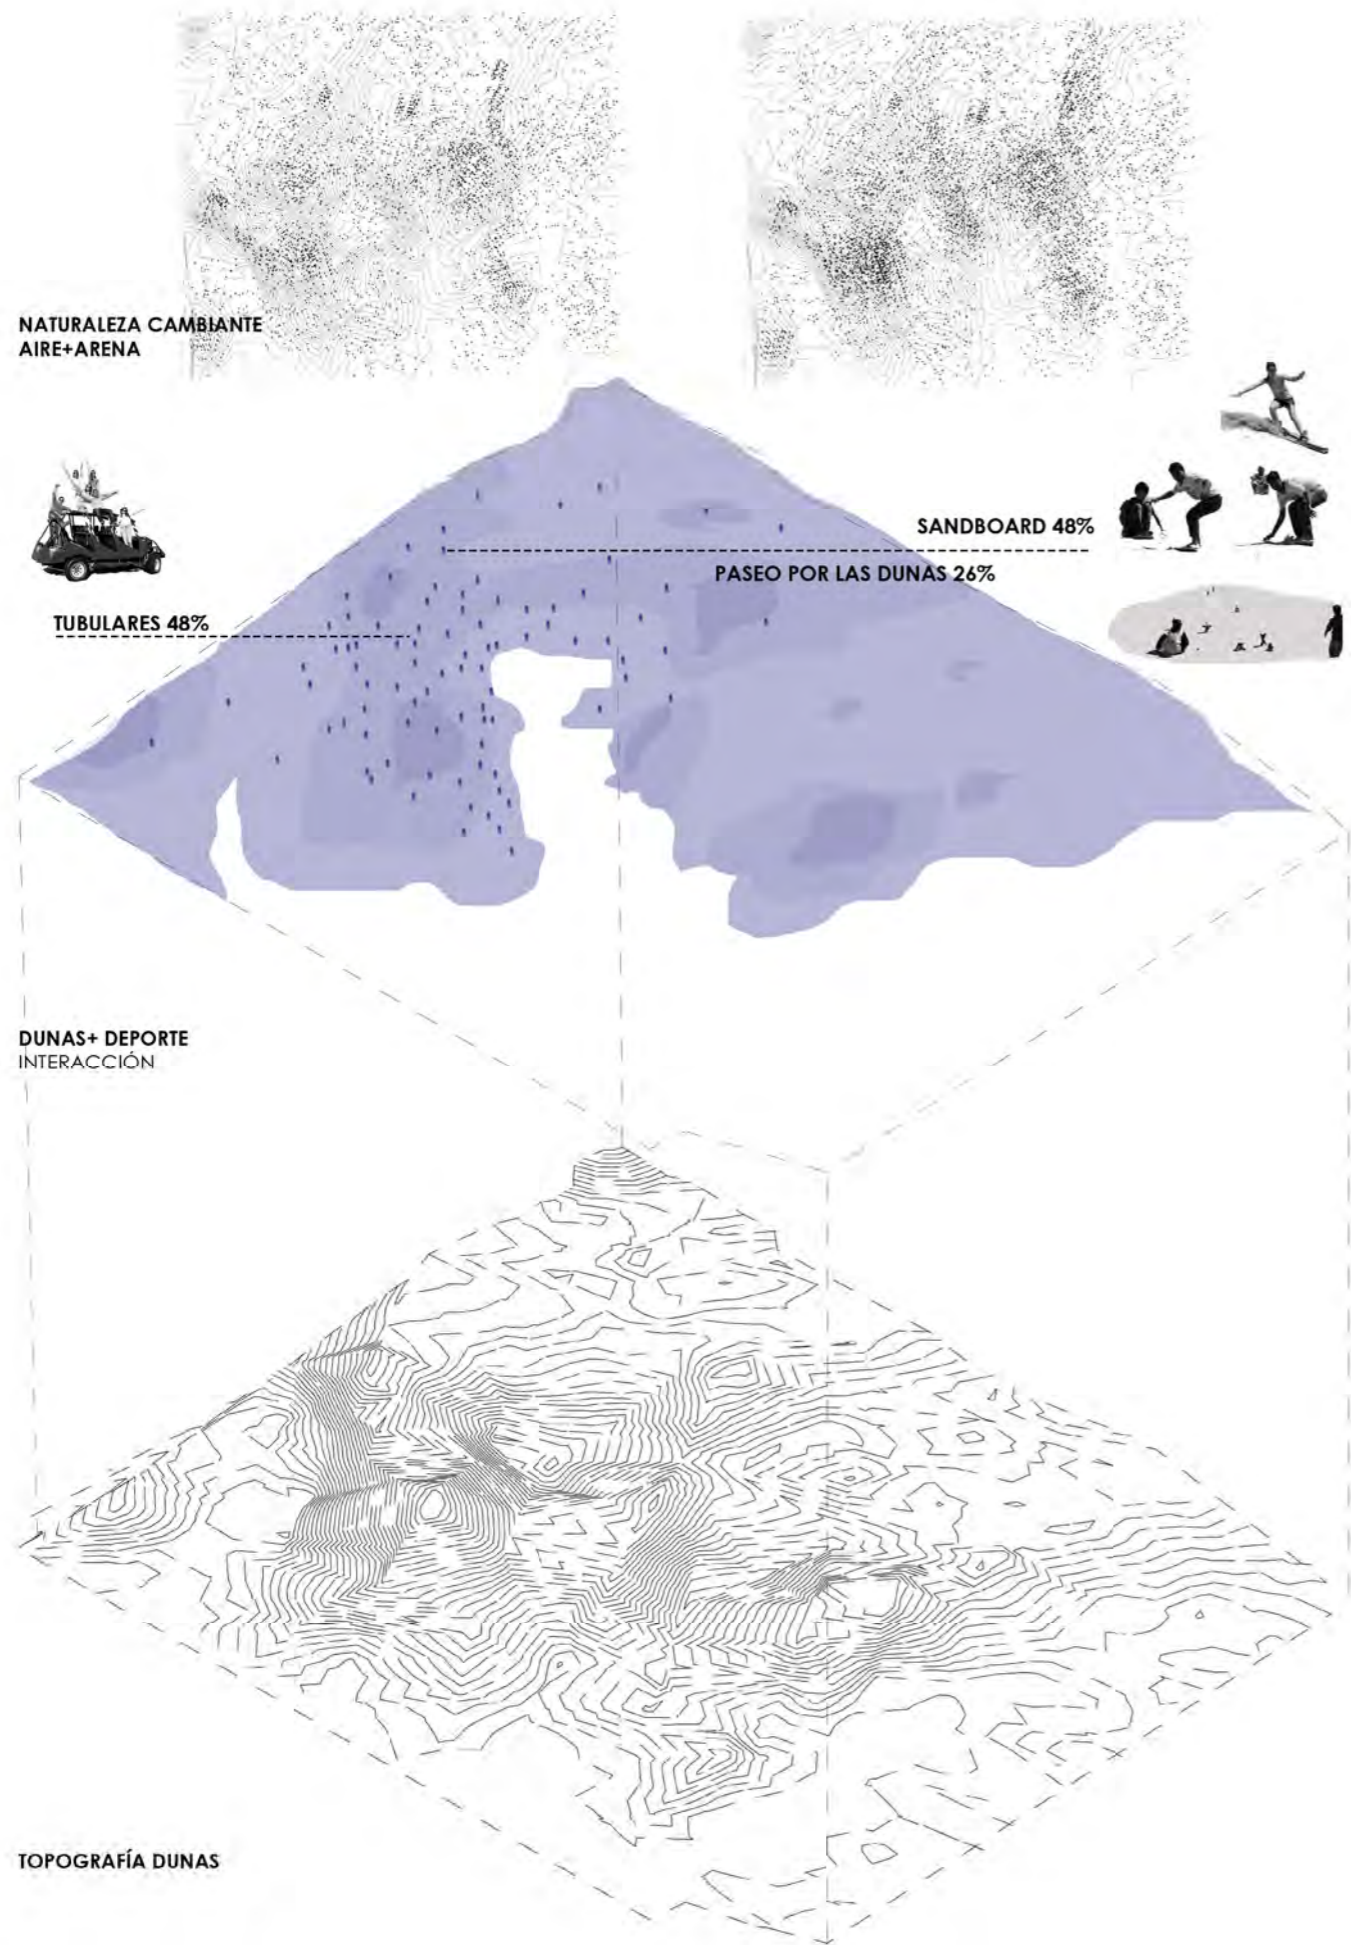 NATURALEZA CAMBIANTE
AIRE+ARENA
SANDBOARD 48%
PASEO POR LAS DUNAS 26%
TUBULARES 48%
DUNAS+ DEPORTE
INTERACCIÓN
TOPOGRAFÍA DUNAS